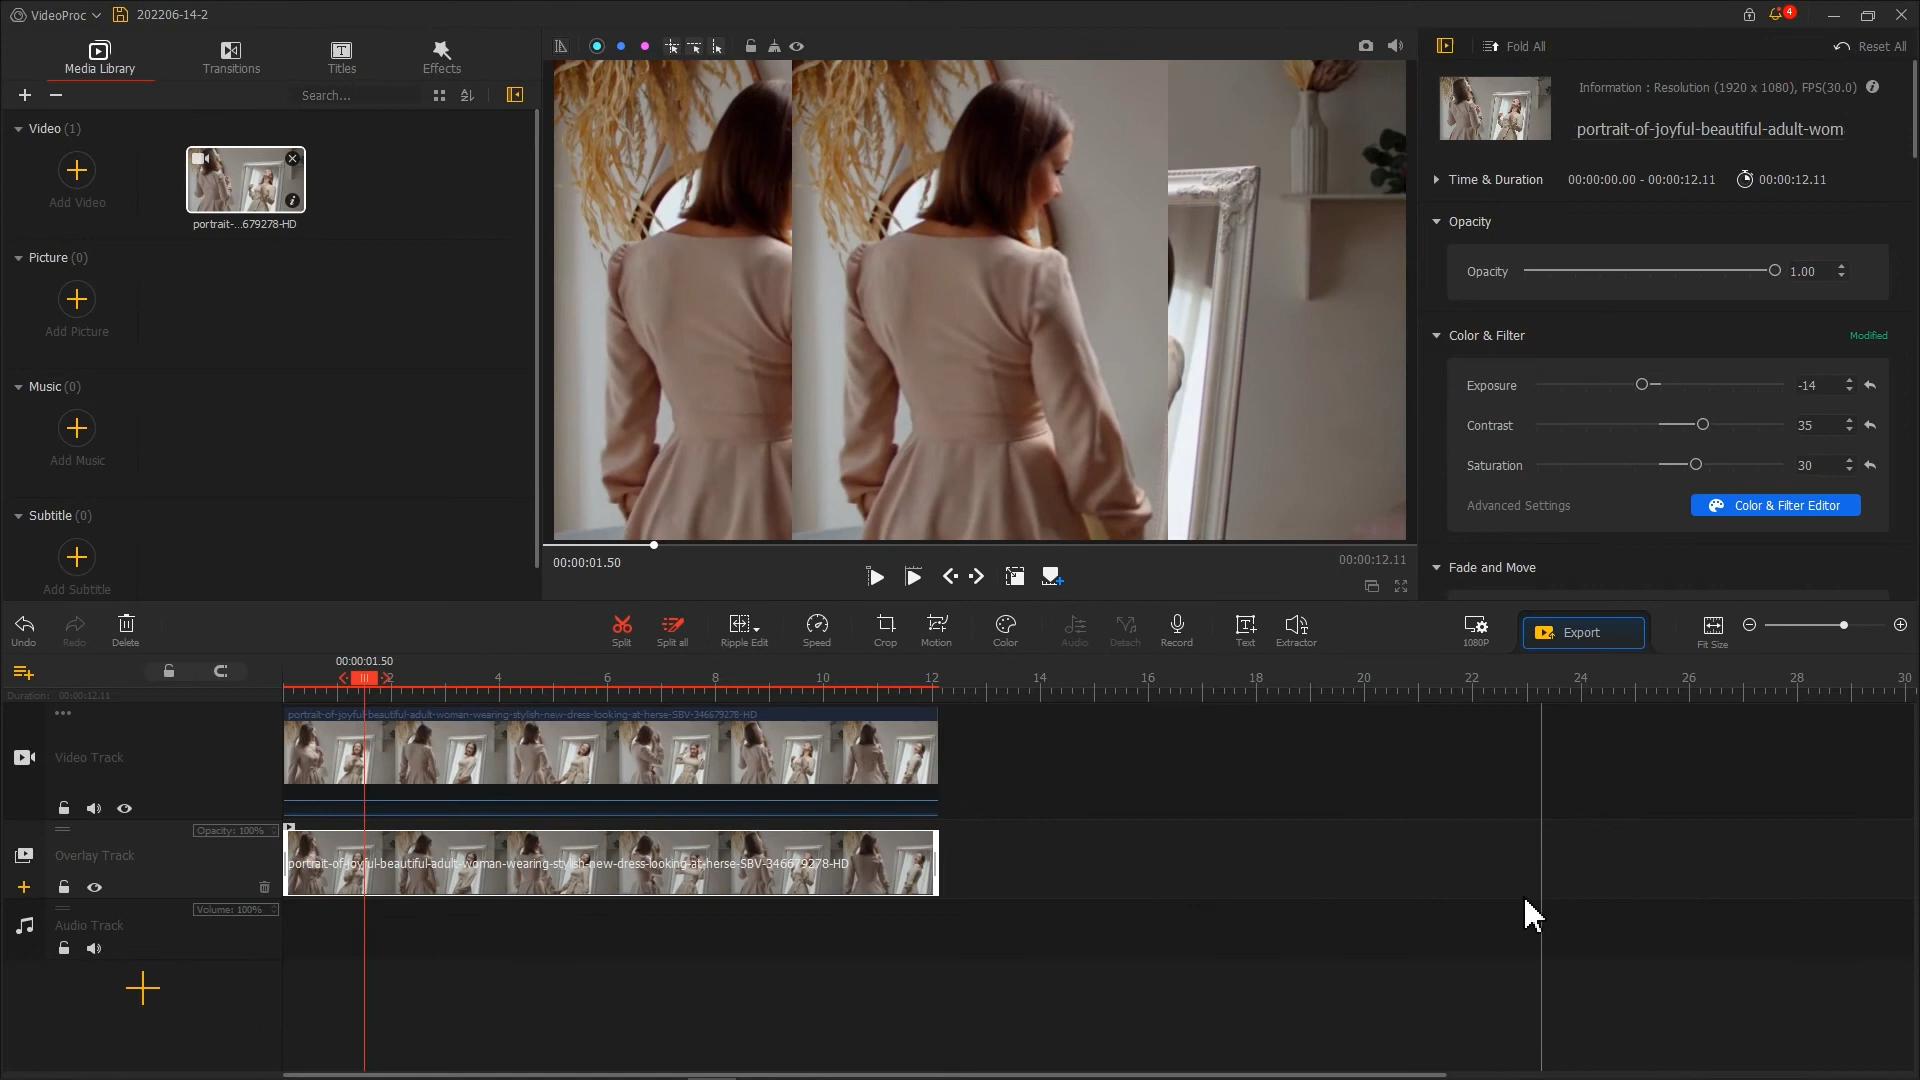 VideoProc
202206-14-2
4
Media Library
Transitions
Titles
Effects
Fold All
Reset All
Search...
Information : Resolution (1920 x 1080), FPS(30.0)
portrait-of-joyful-beautiful-adult-wom
Video (1)
Add Video
portrait-...679278-HD
Time & Duration
00:00:00.00 - 00:00:12.11
00:00:12.11
Opacity
Opacity
1.00
Picture (0)
Add Picture
Color & Filter
Modified
Exposure
-14
Contrast
35
Saturation
30
Music (0)
Add Music
Advanced Settings
Color & Filter Editor
Subtitle (0)
Add Subtitle
00:00:01.50
00:00:12.11
Fade and Move
Undo
Redo
Delete
Split
Split all
Ripple Edit
Speed
Crop
Motion
Color
Audio
Detach
Record
Text
Extractor
1080P
Export
Fit Size
00:00:01.50
Duration: 00:00:12.11
2 4 6 8 10 12 14 16 18 20 22 24 26 28 30
portrait-of-joyful-beautiful-adult-woman-wearing-stylish-new-dress-looking-at-herse-SBV-346679278-HD
Video Track
Opacity: 100%
Overlay Track
portrait-of-joyful-beautiful-adult-woman-wearing-stylish-new-dress-looking-at-herse-SBV-346679278-HD
Volume: 100%
Audio Track